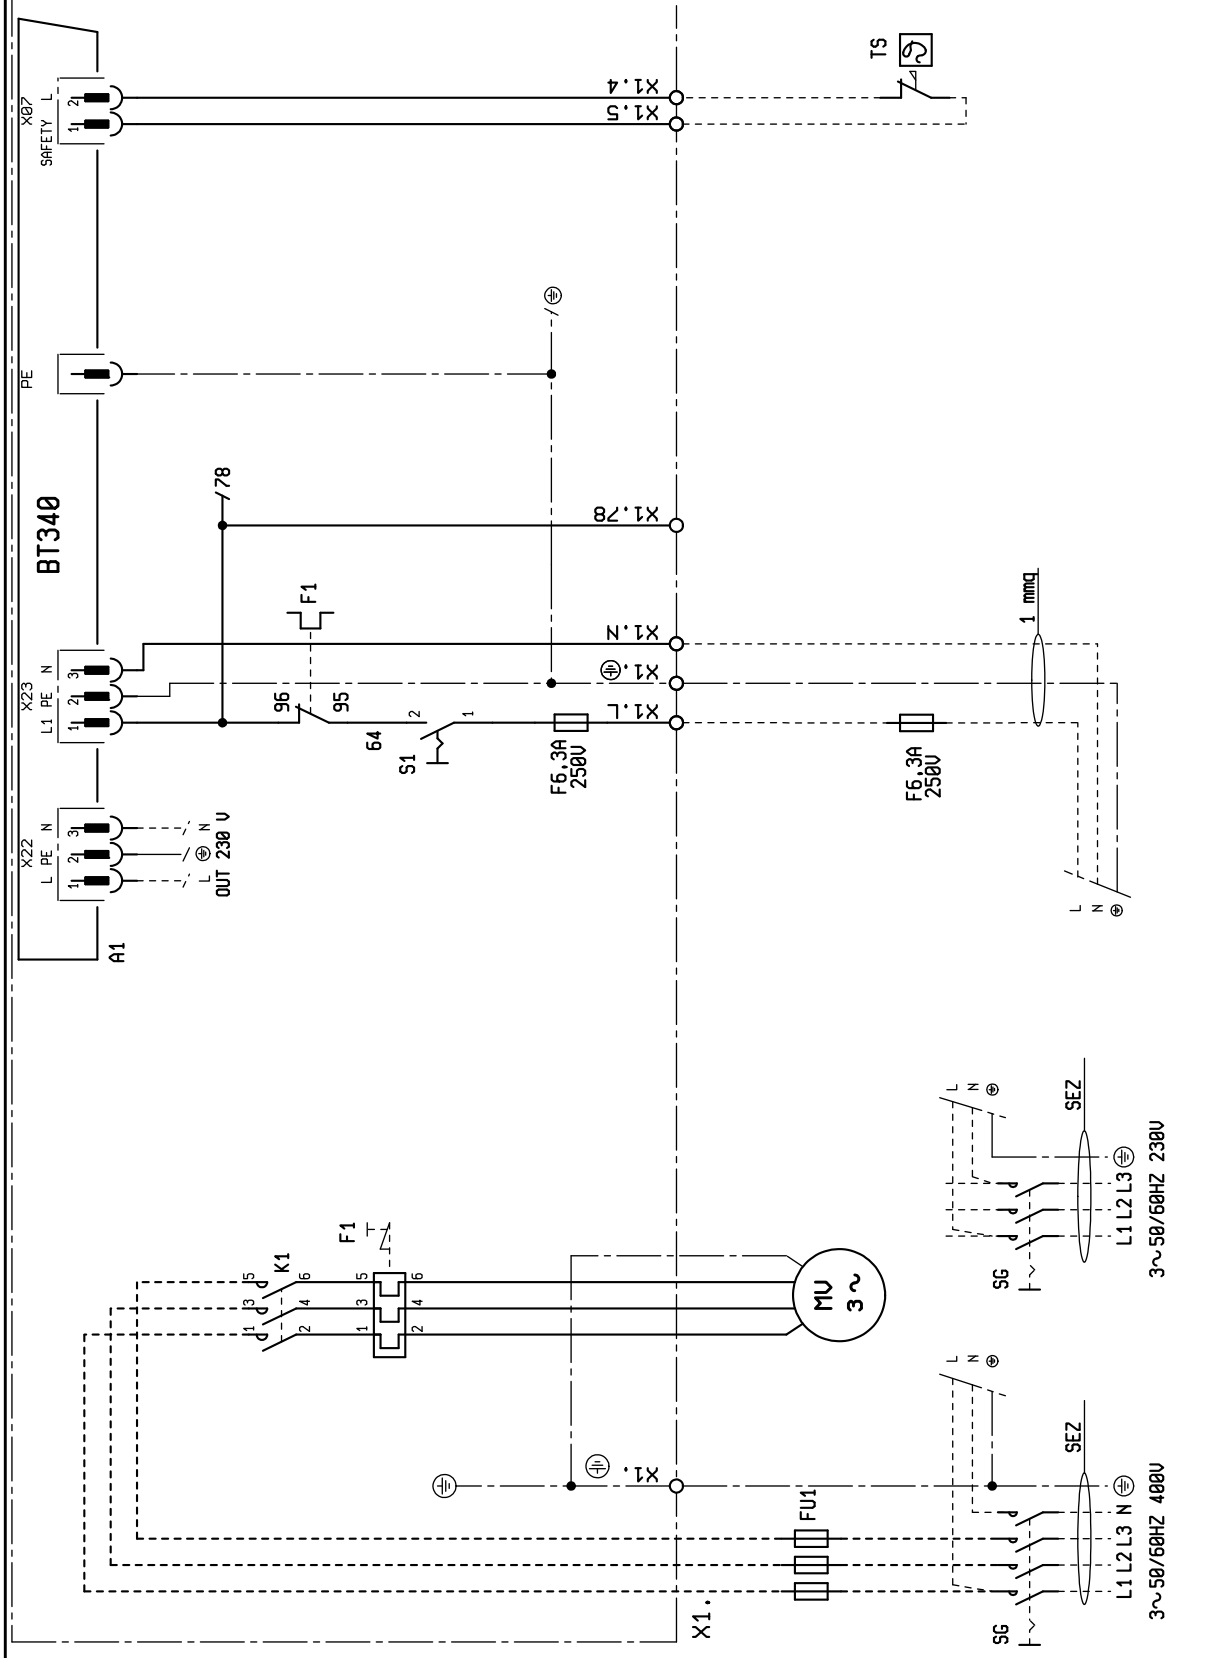 TS
X07
SAFETY L
2
1
X1.4
X1.5
PE
BT340
/78
X1.78
F1
1 mmq
X23
L1 PE N
3
2
1
X1.N
X1.
X1.L
96
95
64
2
1
S1
F6,3A
250V
F6,3A
250V
X22
L PE N
3
2
1
N
L
OUT 230 V
L
N
A1
L
N
SEZ
L1 L2 L3
3~ 50/60HZ 230V
SG
F1
K1
5
3
1
6
4
2
5
3
1
6
4
2
MV
3~
L
N
X1.
SEZ
FU1
L1 L2 L3 N
3~ 50/60HZ 400V
SG
X1.